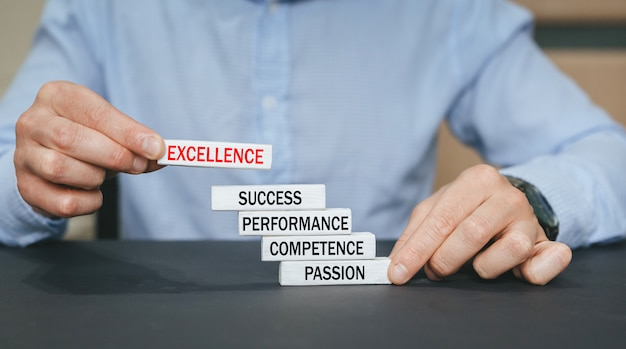 EXCELLENCE
SUCCESS
PERFORMANCE
COMPETENCE
PASSION